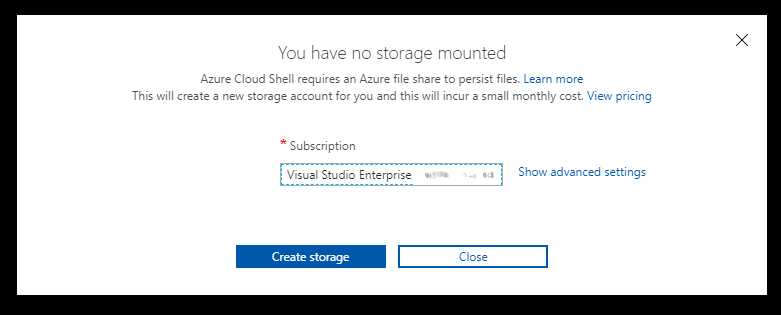 You have no storage mounted
Azure Cloud Shell requires an Azure file share to persist files. Learn more
This will create a new storage account for you and this will incur a small monthly cost. View pricing
* Subscription
Visual Studio Enterprise
Show advanced settings
Create storage
Close